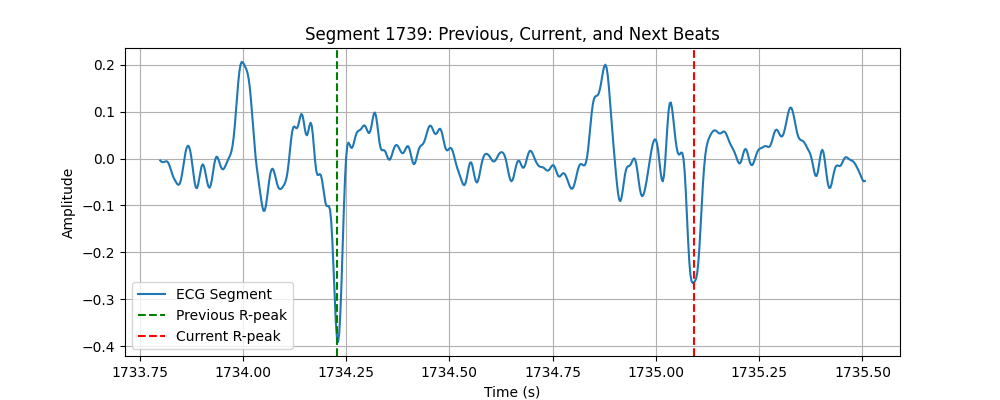 Segment 1739: Previous, Current, and Next Beats
Amplitude
0.2
0.1
0.0
−0.1
−0.2
−0.3
−0.4
ECG Segment
Previous R-peak
Current R-peak
1733.75 1734.00 1734.25 1734.50 1734.75 1735.00 1735.25 1735.50
Time (s)